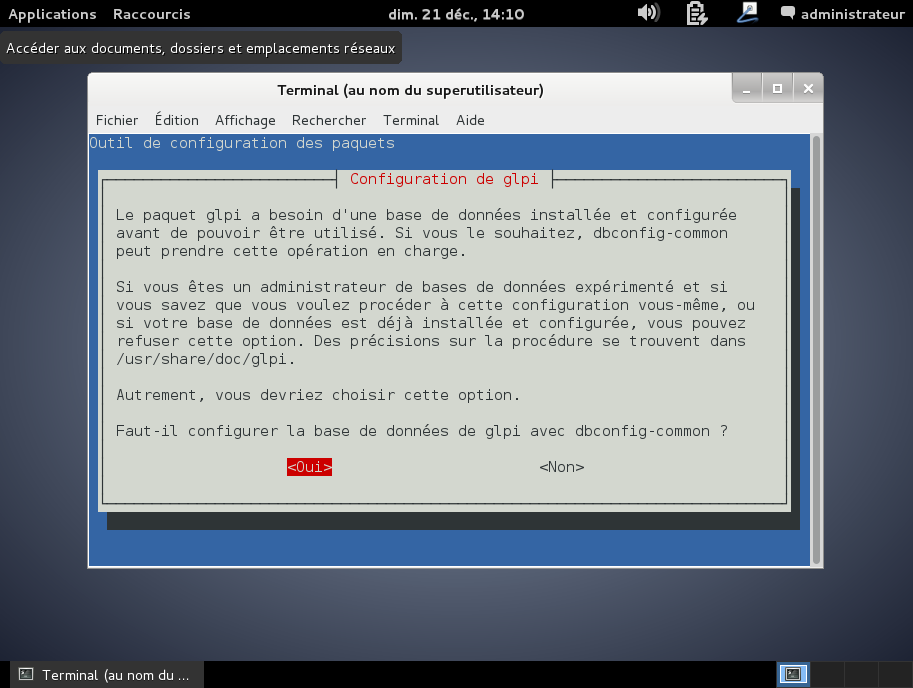 Applications Raccourcis dim. 21 déc., 14:10 administrateur
Accéder aux documents, dossiers et emplacements réseaux
Terminal (au nom du superutilisateur)
Fichier Édition Affichage Rechercher Terminal Aide
Outil de configuration des paquets
Configuration de glpi
Le paquet glpi a besoin d'une base de données installée et configurée
avant de pouvoir être utilisé. Si vous le souhaitez, dbconfig-common
peut prendre cette opération en charge.
Si vous êtes un administrateur de bases de données expérimenté et si
vous savez que vous voulez procéder à cette configuration vous-même, ou
si votre base de données est déjà installée et configurée, vous pouvez
refuser cette option. Des précisions sur la procédure se trouvent dans
/usr/share/doc/glpi.
Autrement, vous devriez choisir cette option.
Faut-il configurer la base de données de glpi avec dbconfig-common ?
<Oui> <Non>
Terminal (au nom du ...